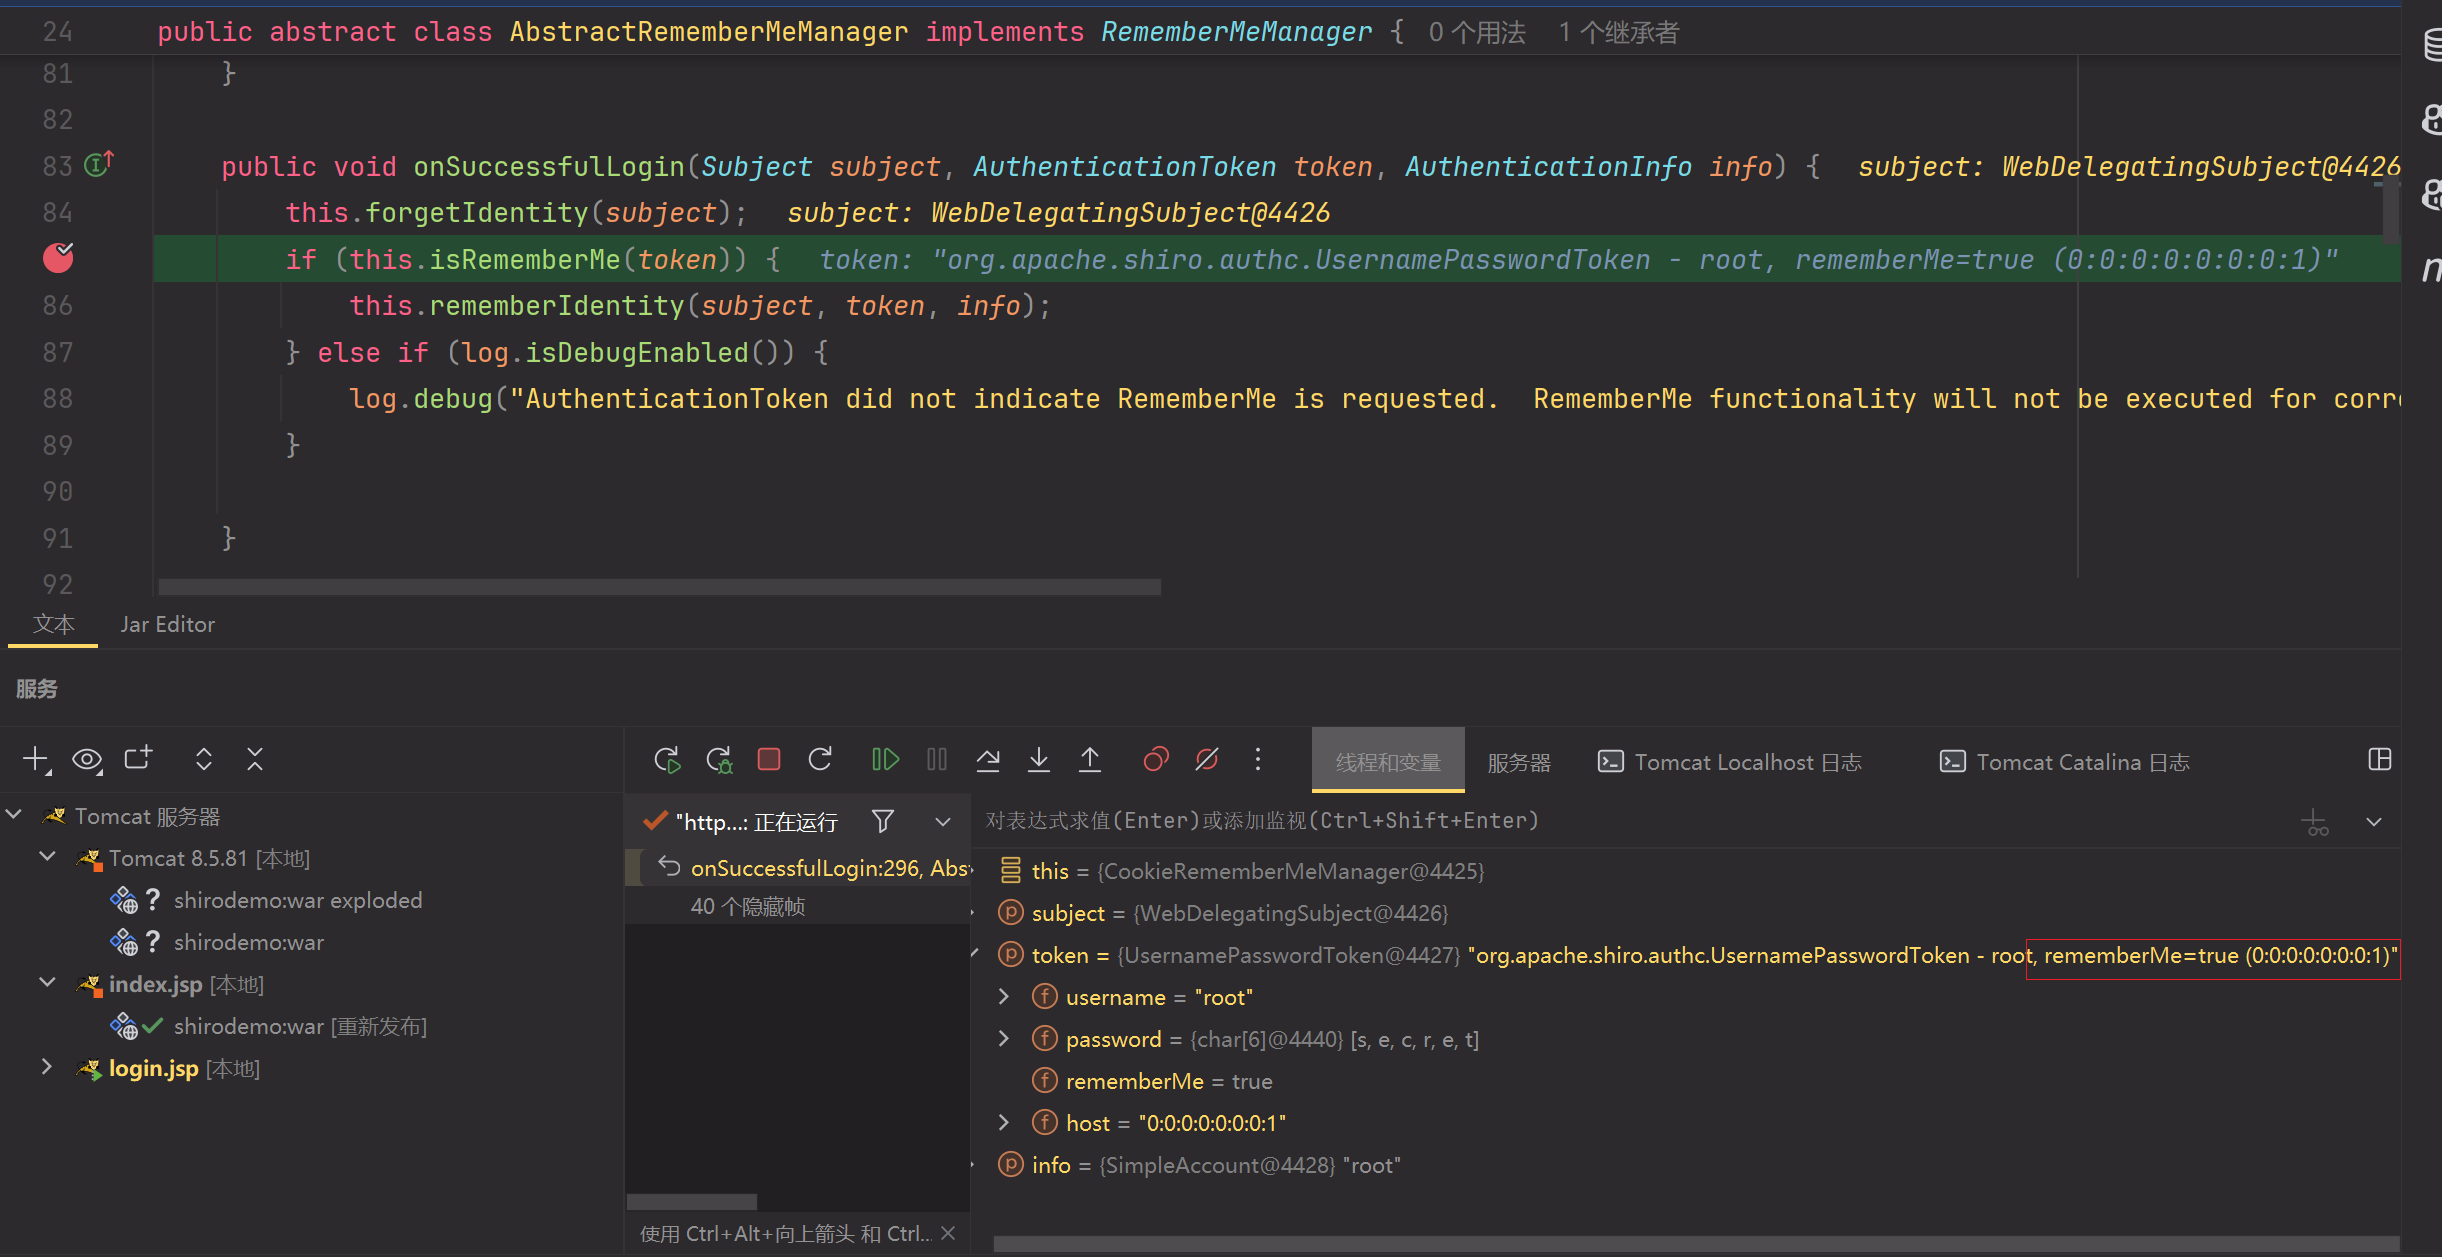 24 public abstract class AbstractRememberMeManager implements RememberMeManager { 0 个用法 1 个继承者
81 }
82
83 public void onSuccessfulLogin(Subject subject, AuthenticationToken token, AuthenticationInfo info) { subject: WebDelegatingSubject@4426
84 this.forgetIdentity(subject); subject: WebDelegatingSubject@4426
if (this.isRememberMe(token)) { token: "org.apache.shiro.authc.UsernamePasswordToken - root, rememberMe=true (0:0:0:0:0:0:0:1)"
86 this.rememberIdentity(subject, token, info);
87 } else if (log.isDebugEnabled()) {
88 log.debug("AuthenticationToken did not indicate RememberMe is requested. RememberMe functionality will not be executed for corre
89 }
90
91 }
92
文本 Jar Editor
服务
线程和变量 服务器 Tomcat Localhost 日志 Tomcat Catalina 日志
Tomcat 服务器
Tomcat 8.5.81 [本地]
shirodemo:war exploded
shirodemo:war
index.jsp [本地]
shirodemo:war [重新发布]
login.jsp [本地]
"http...: 正在运行
onSuccessfulLogin:296, Abs
40 个隐藏帧
使用 Ctrl+Alt+向上箭头 和 Ctrl...
对表达式求值(Enter)或添加监视(Ctrl+Shift+Enter)
this = {CookieRememberMeManager@4425}
subject = {WebDelegatingSubject@4426}
token = {UsernamePasswordToken@4427} "org.apache.shiro.authc.UsernamePasswordToken - root, rememberMe=true (0:0:0:0:0:0:0:1)"
username = "root"
password = {char[6]@4440} [s, e, c, r, e, t]
rememberMe = true
host = "0:0:0:0:0:0:0:1"
info = {SimpleAccount@4428} "root"